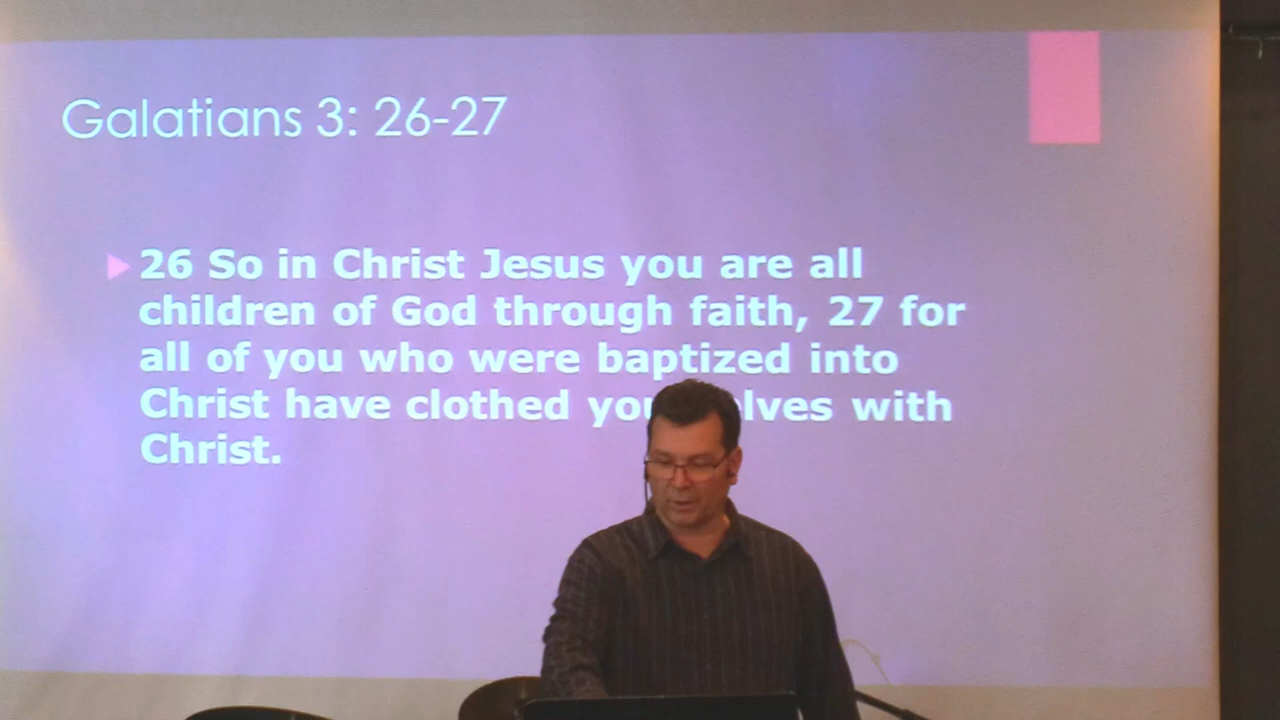 Galatians 3: 26-27
26 So in Christ Jesus you are all
children of God through faith, 27 for
all of you who were baptized into
Christ have clothed yourselves with
Christ.